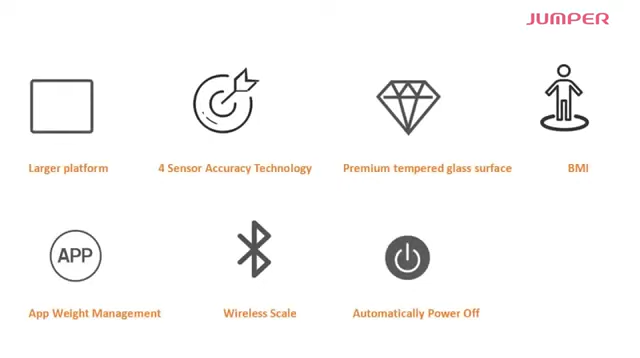 JUMPER
Larger platform
4 Sensor Accuracy Technology
Premium tempered glass surface
BMI
APP
App Weight Management
Wireless Scale
Automatically Power Off